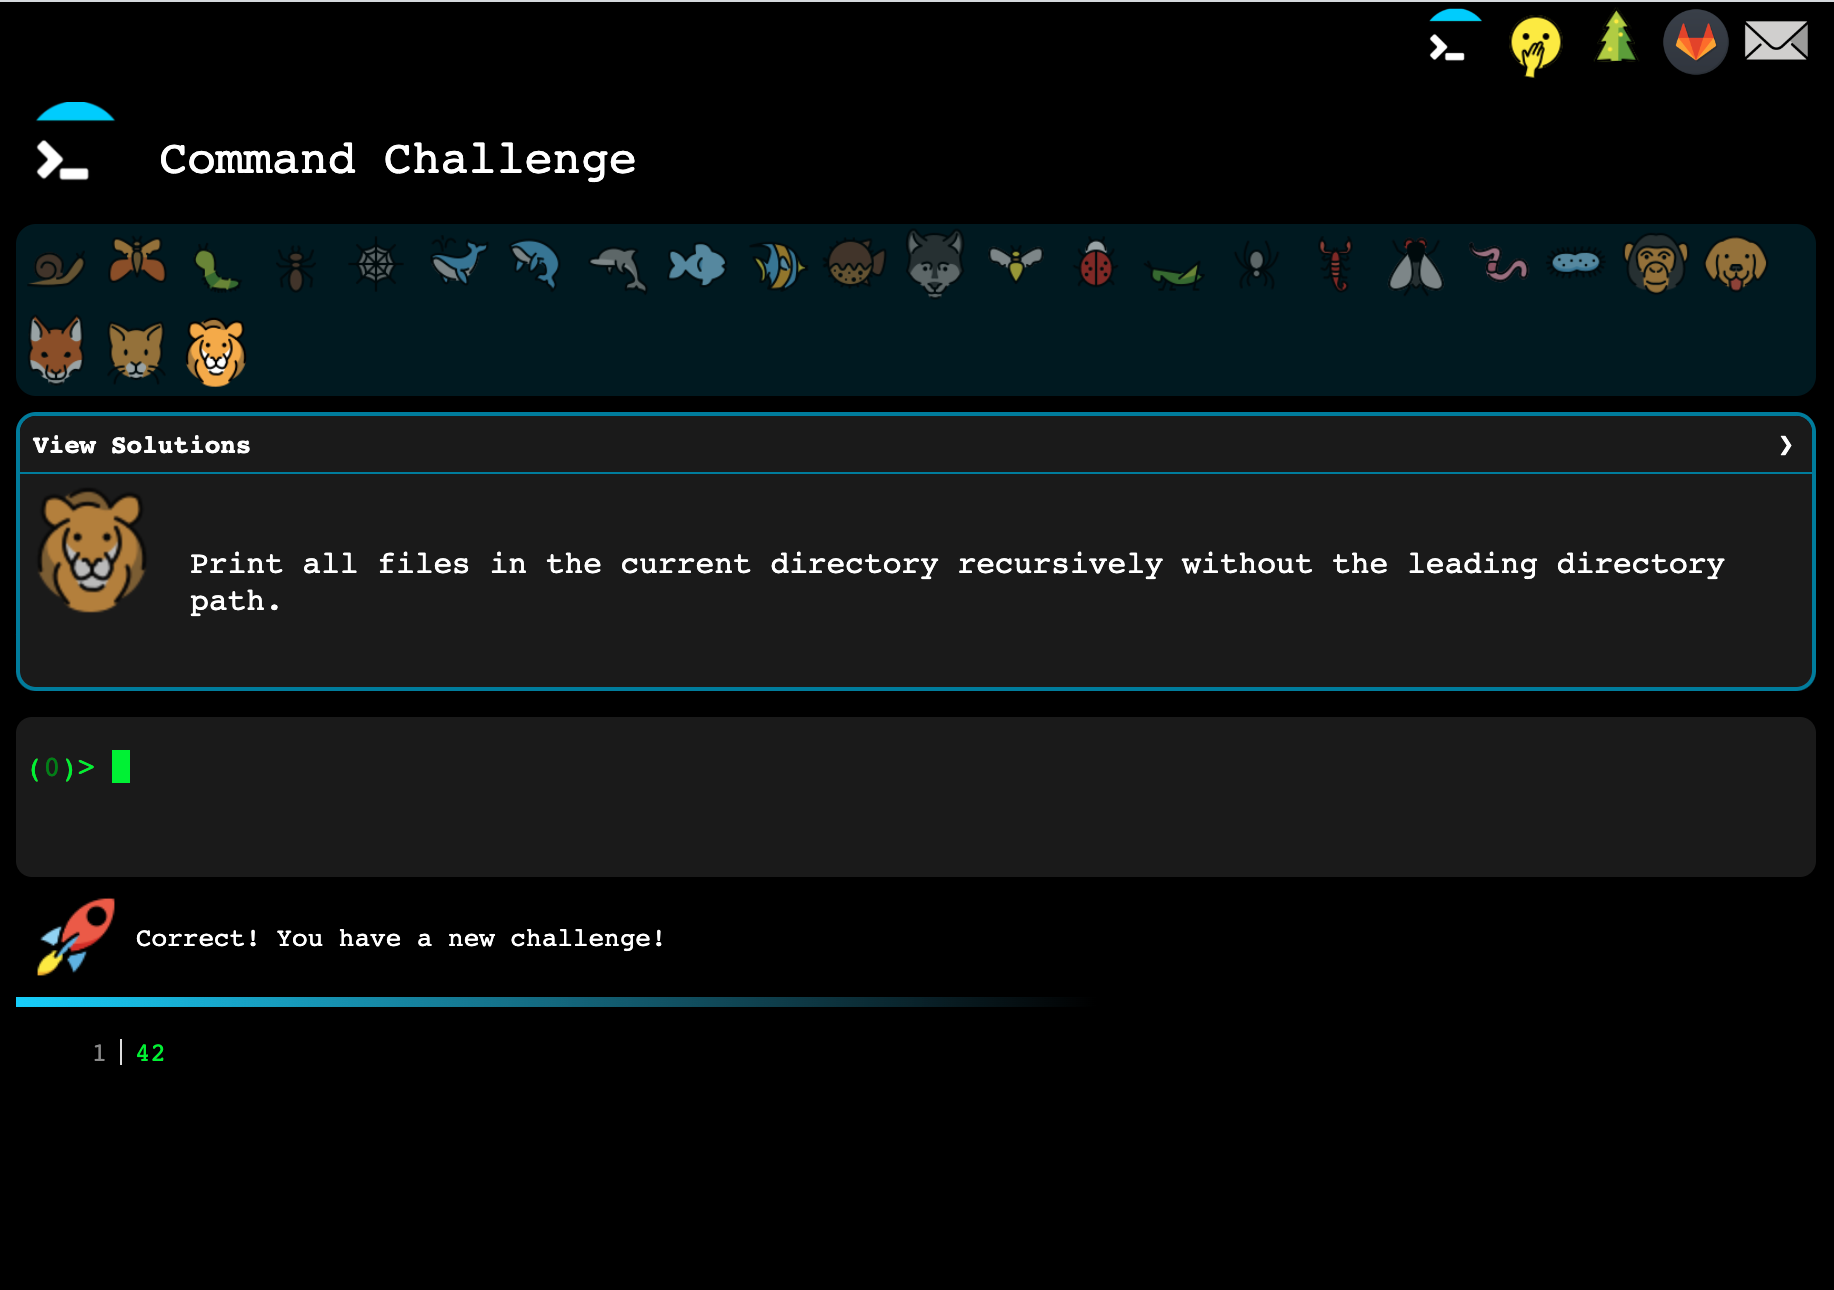 Command Challenge
View Solutions
Print all files in the current directory recursively without the leading directory
path.
(0)>
Correct! You have a new challenge!
1 | 42